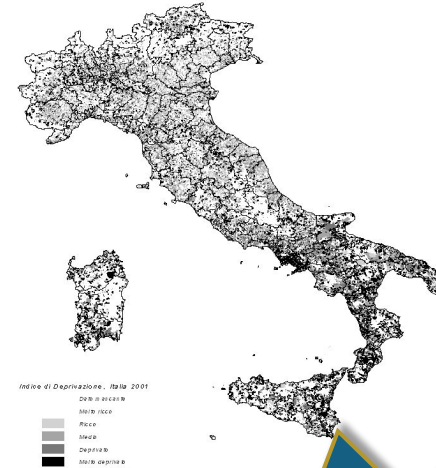 Indice di Deprivazione, Italia 2001
Dato mancante
Molto ricco
Ricco
Medio
Deprivato
Molto deprivato